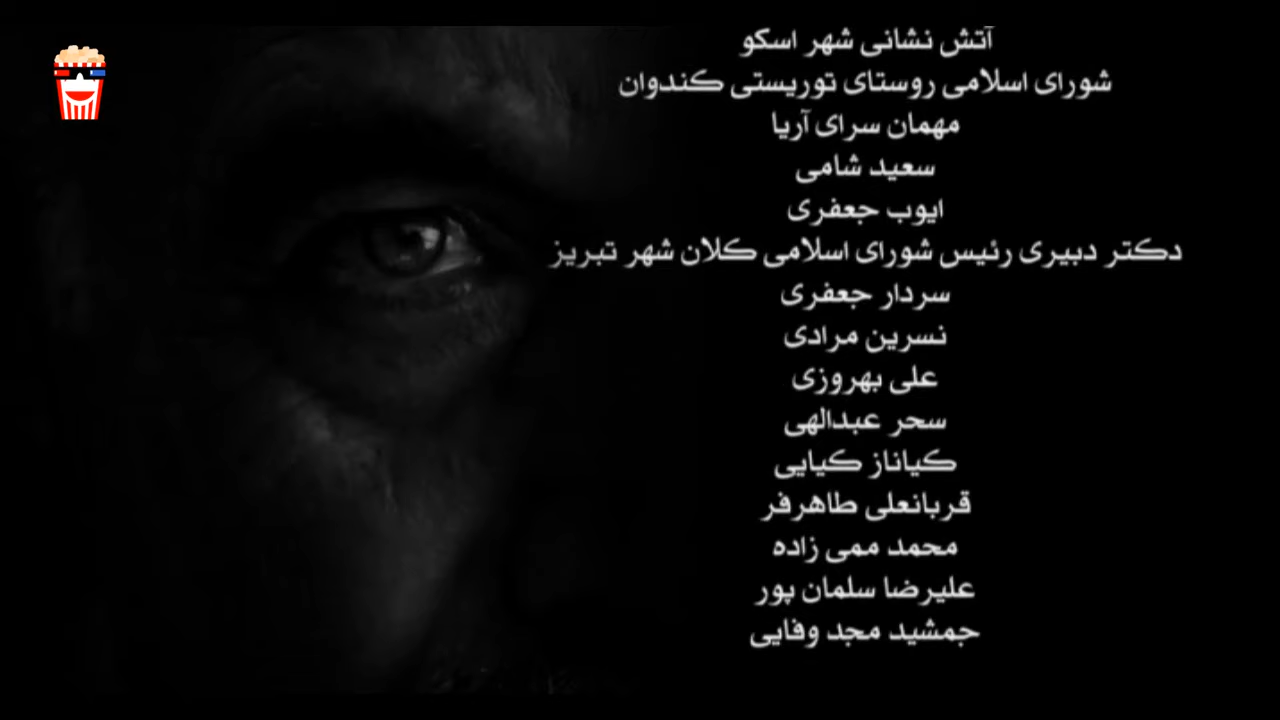 آتش نشانی شهر اسکو
شورای اسلامی روستای توریستی کندوان
مهمان سرای آریا
سعید شامی
ایوب جعفری
دکتر دبیری رئیس شورای اسلامی کلان شهر تبریز
سردار جعفری
نسرین مرادی
علی بهروزی
سحر عبدالهی
کیاناز کیایی
قربانعلی طاهرفر
محمد ممی زاده
علیرضا سلمان پور
جمشید مجد وفایی